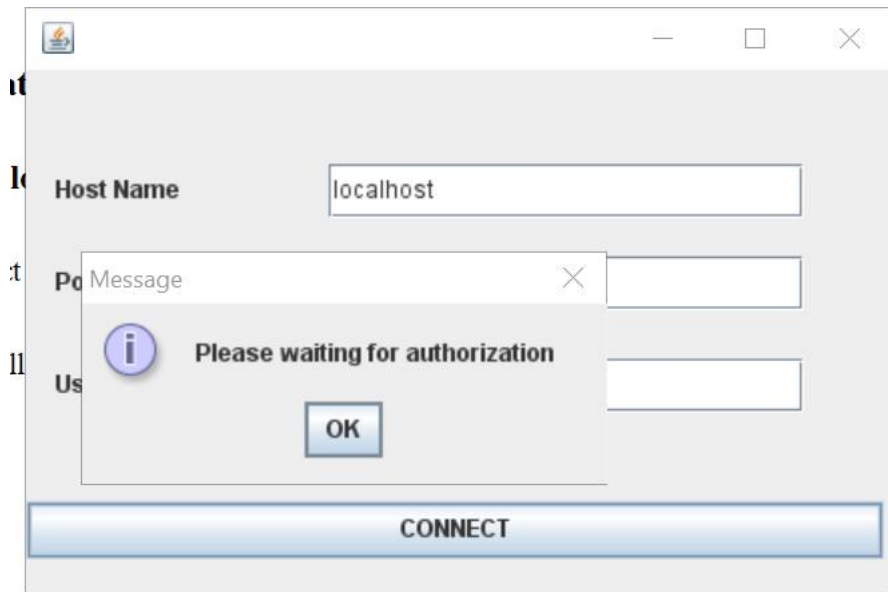 Host Name
localhost
Message
Please waiting for authorization
OK
CONNECT